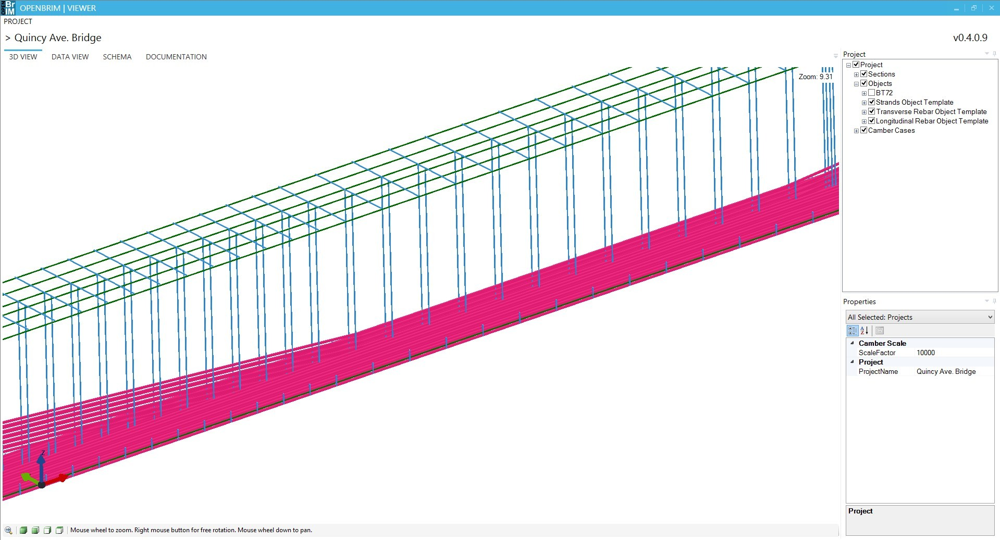 OPEN BrIM OPENBRIM | VIEWER
PROJECT
> Quincy Ave. Bridge
v0.4.0.9
3D VIEW DATA VIEW SCHEMA DOCUMENTATION
Zoom: 9.31
Z
Mouse wheel to zoom. Right mouse button for free rotation. Mouse wheel down to pan.
Project
Project
Sections
Objects
BT72
Strands Object Template
Transverse Rebar Object Template
Longitudinal Rebar Object Template
Camber Cases
Properties
All Selected: Projects
A Z
Camber Scale
ScaleFactor 10000
Project
ProjectName Quincy Ave. Bridge
Project